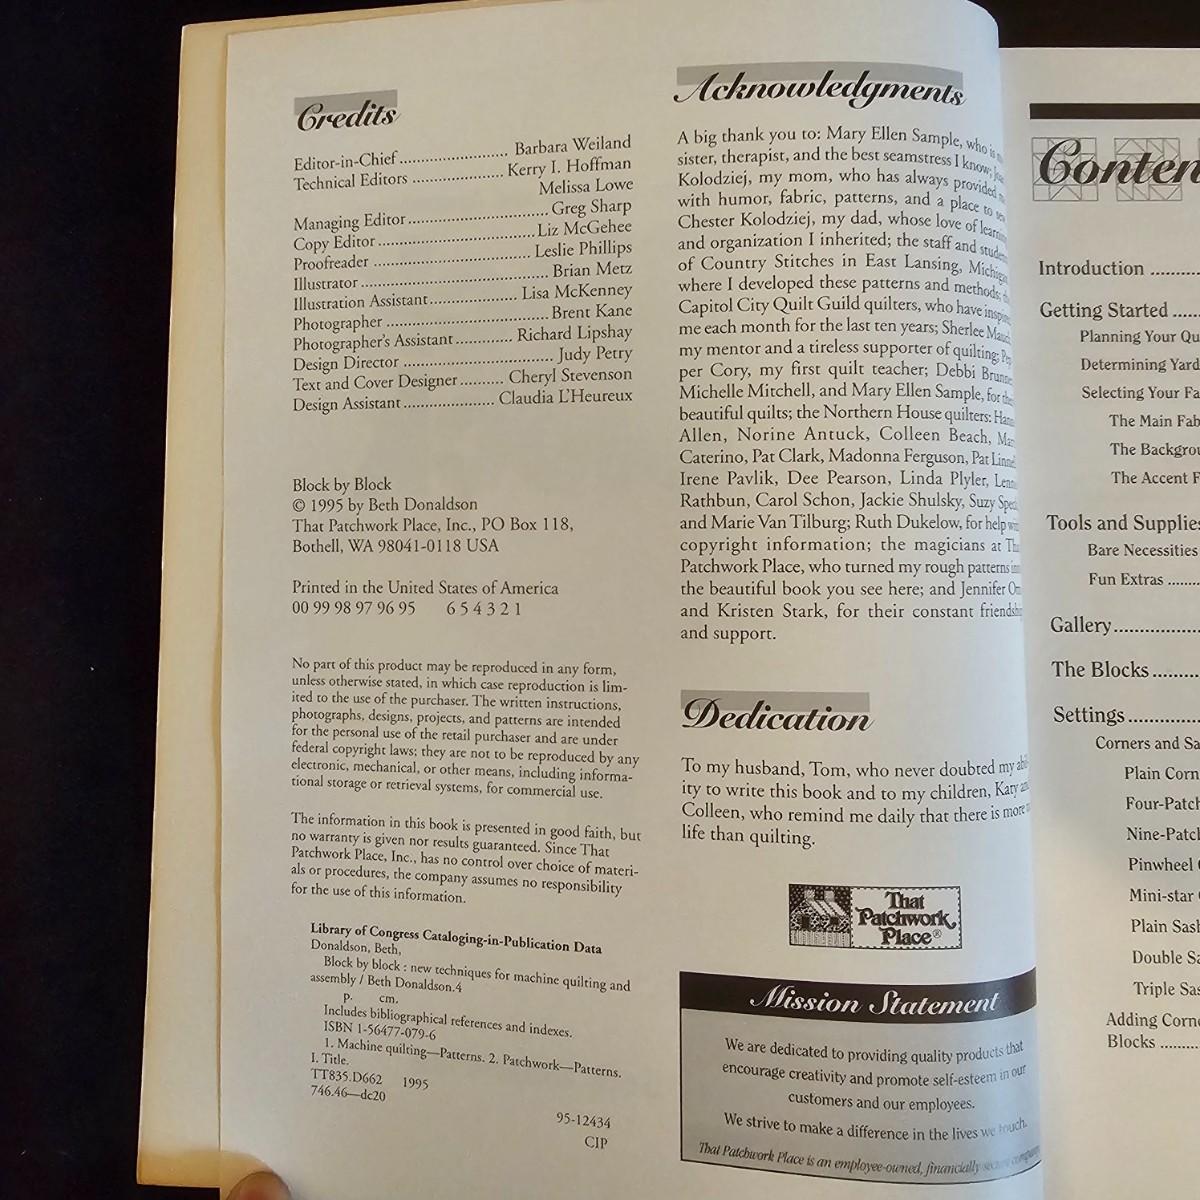 Credits
Editor-in-Chief ........................ Barbara Weiland
Technical Editors .................... Kerry I. Hoffman
Melissa Lowe
Managing Editor ............................... Greg Sharp
Copy Editor .................................. Liz McGehee
Proofreader .................................. Leslie Phillips
Illustrator ......................................... Brian Metz
Illustration Assistant ................... Lisa McKenney
Photographer ................................... Brent Kane
Photographer's Assistant ............ Richard Lipshay
Design Director ................................. Judy Petry
Text and Cover Designer .......... Cheryl Stevenson
Design Assistant .................... Claudia L'Heureux
Block by Block
© 1995 by Beth Donaldson
That Patchwork Place, Inc., PO Box 118,
Bothell, WA 98041-0118 USA
Printed in the United States of America
00 99 98 97 96 95 6 5 4 3 2 1
No part of this product may be reproduced in any form,
unless otherwise stated, in which case reproduction is lim-
ited to the use of the purchaser. The written instructions,
photographs, designs, projects, and patterns are intended
for the personal use of the retail purchaser and are under
federal copyright laws; they are not to be reproduced by any
electronic, mechanical, or other means, including informa-
tional storage or retrieval systems, for commercial use.
The information in this book is presented in good faith, but
no warranty is given nor results guaranteed. Since That
Patchwork Place, Inc., has no control over choice of materi-
als or procedures, the company assumes no responsibility
for the use of this information.
Library of Congress Cataloging-in-Publication Data
Donaldson, Beth,
Block by block : new techniques for machine quilting and
assembly / Beth Donaldson.4
p. cm.
Includes bibliographical references and indexes.
ISBN 1-56477-079-6
1. Machine quilting—Patterns. 2. Patchwork—Patterns.
I. Title.
TT835.D662 1995
746.46—dc20
95-12434
CIP
Acknowledgments
A big thank you to: Mary Ellen Sample, who is
sister, therapist, and the best seamstress I know;
Kolodziej, my mom, who has always provided
with humor, fabric, patterns, and a place to
Chester Kolodziej, my dad, whose love of
and organization I inherited; the staff and
of Country Stitches in East Lansing,
where I developed these patterns and methods;
Capitol City Quilt Guild quilters, who have
me each month for the last ten years; Sherlee
my mentor and a tireless supporter of quilting;
per Cory, my first quilt teacher; Debbi
Michelle Mitchell, and Mary Ellen Sample, for
beautiful quilts; the Northern House quilters:
Allen, Norine Antuck, Colleen Beach,
Caterino, Pat Clark, Madonna Ferguson, Pat
Irene Pavlik, Dee Pearson, Linda Plyler,
Rathbun, Carol Schon, Jackie Shulsky, Suzy
and Marie Van Tilburg; Ruth Dukelow, for help
copyright information; the magicians at
Patchwork Place, who turned my rough patterns
the beautiful book you see here; and Jennifer
and Kristen Stark, for their constant
and support.
Dedication
To my husband, Tom, who never doubted my abil-
ity to write this book and to my children, Katy and
Colleen, who remind me daily that there is more
life than quilting.
That
Patchwork
Place®
Mission Statement
We are dedicated to providing quality products that
encourage creativity and promote self-esteem in our
customers and our employees.
We strive to make a difference in the lives we touch.
That Patchwork Place is an employee-owned, financially secure
Conten
Introduction ..........
Getting Started .....
Planning Your Qu
Determining Yard
Selecting Your Fa
The Main Fab
The Backgrou
The Accent F
Tools and Supplies
Bare Necessities
Fun Extras .......
Gallery ...............
The Blocks ........
Settings ............
Corners and Sa
Plain Corn
Four-Patch
Nine-Patch
Pinwheel
Mini-star
Plain Sash
Double Sa
Triple Sas
Adding Corne
Blocks .........